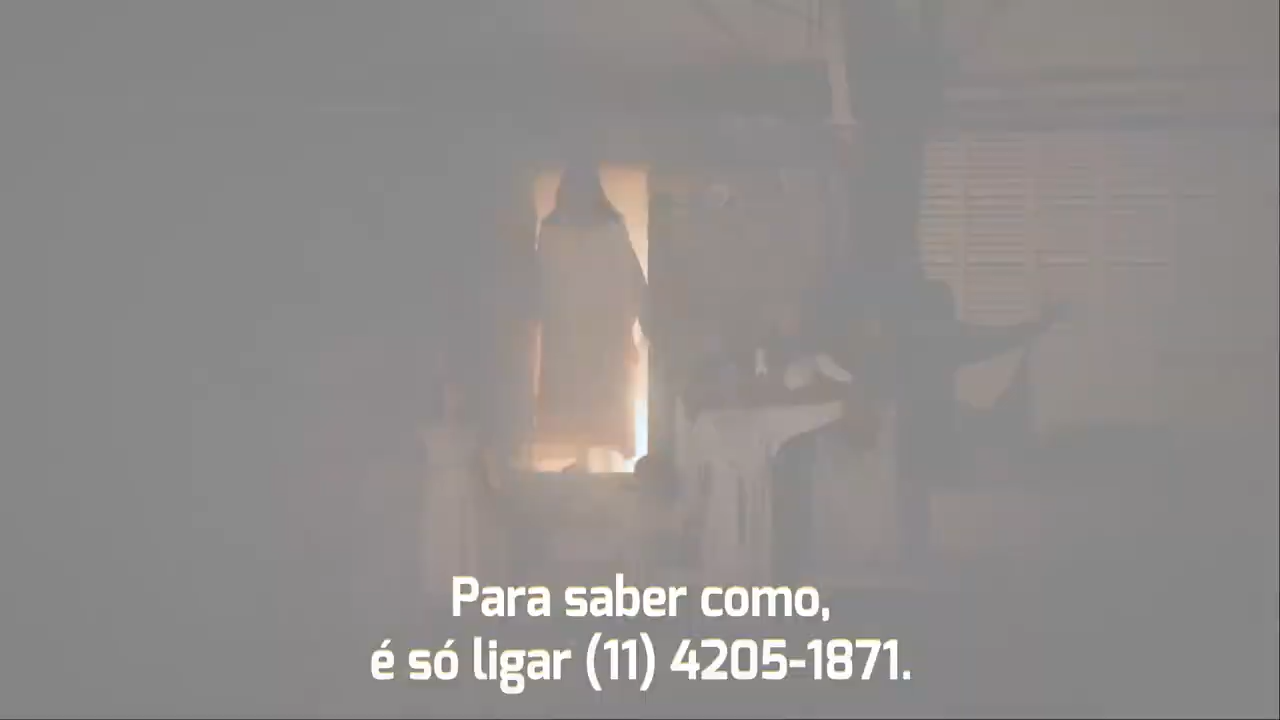 Para saber como,
é só ligar (11) 4205-1871.